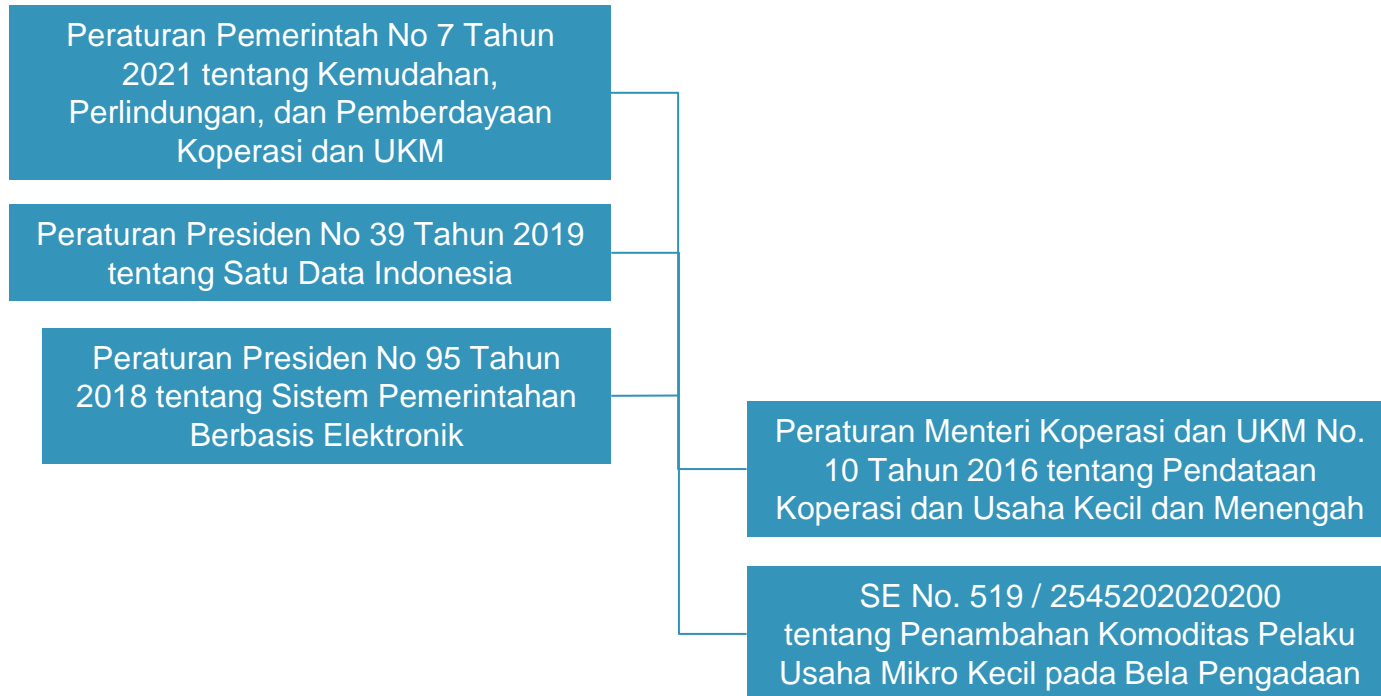 Peraturan Pemerintah No 7 Tahun
2021 tentang Kemudahan,
Perlindungan, dan Pemberdayaan
Koperasi dan UKM
Peraturan Presiden No 39 Tahun 2019
tentang Satu Data Indonesia
Peraturan Presiden No 95 Tahun
2018 tentang Sistem Pemerintahan
Berbasis Elektronik
Peraturan Menteri Koperasi dan UKM No.
10 Tahun 2016 tentang Pendataan
Koperasi dan Usaha Kecil dan Menengah
SE No. 519 / 2545202020200
tentang Penambahan Komoditas Pelaku
Usaha Mikro Kecil pada Bela Pengadaan